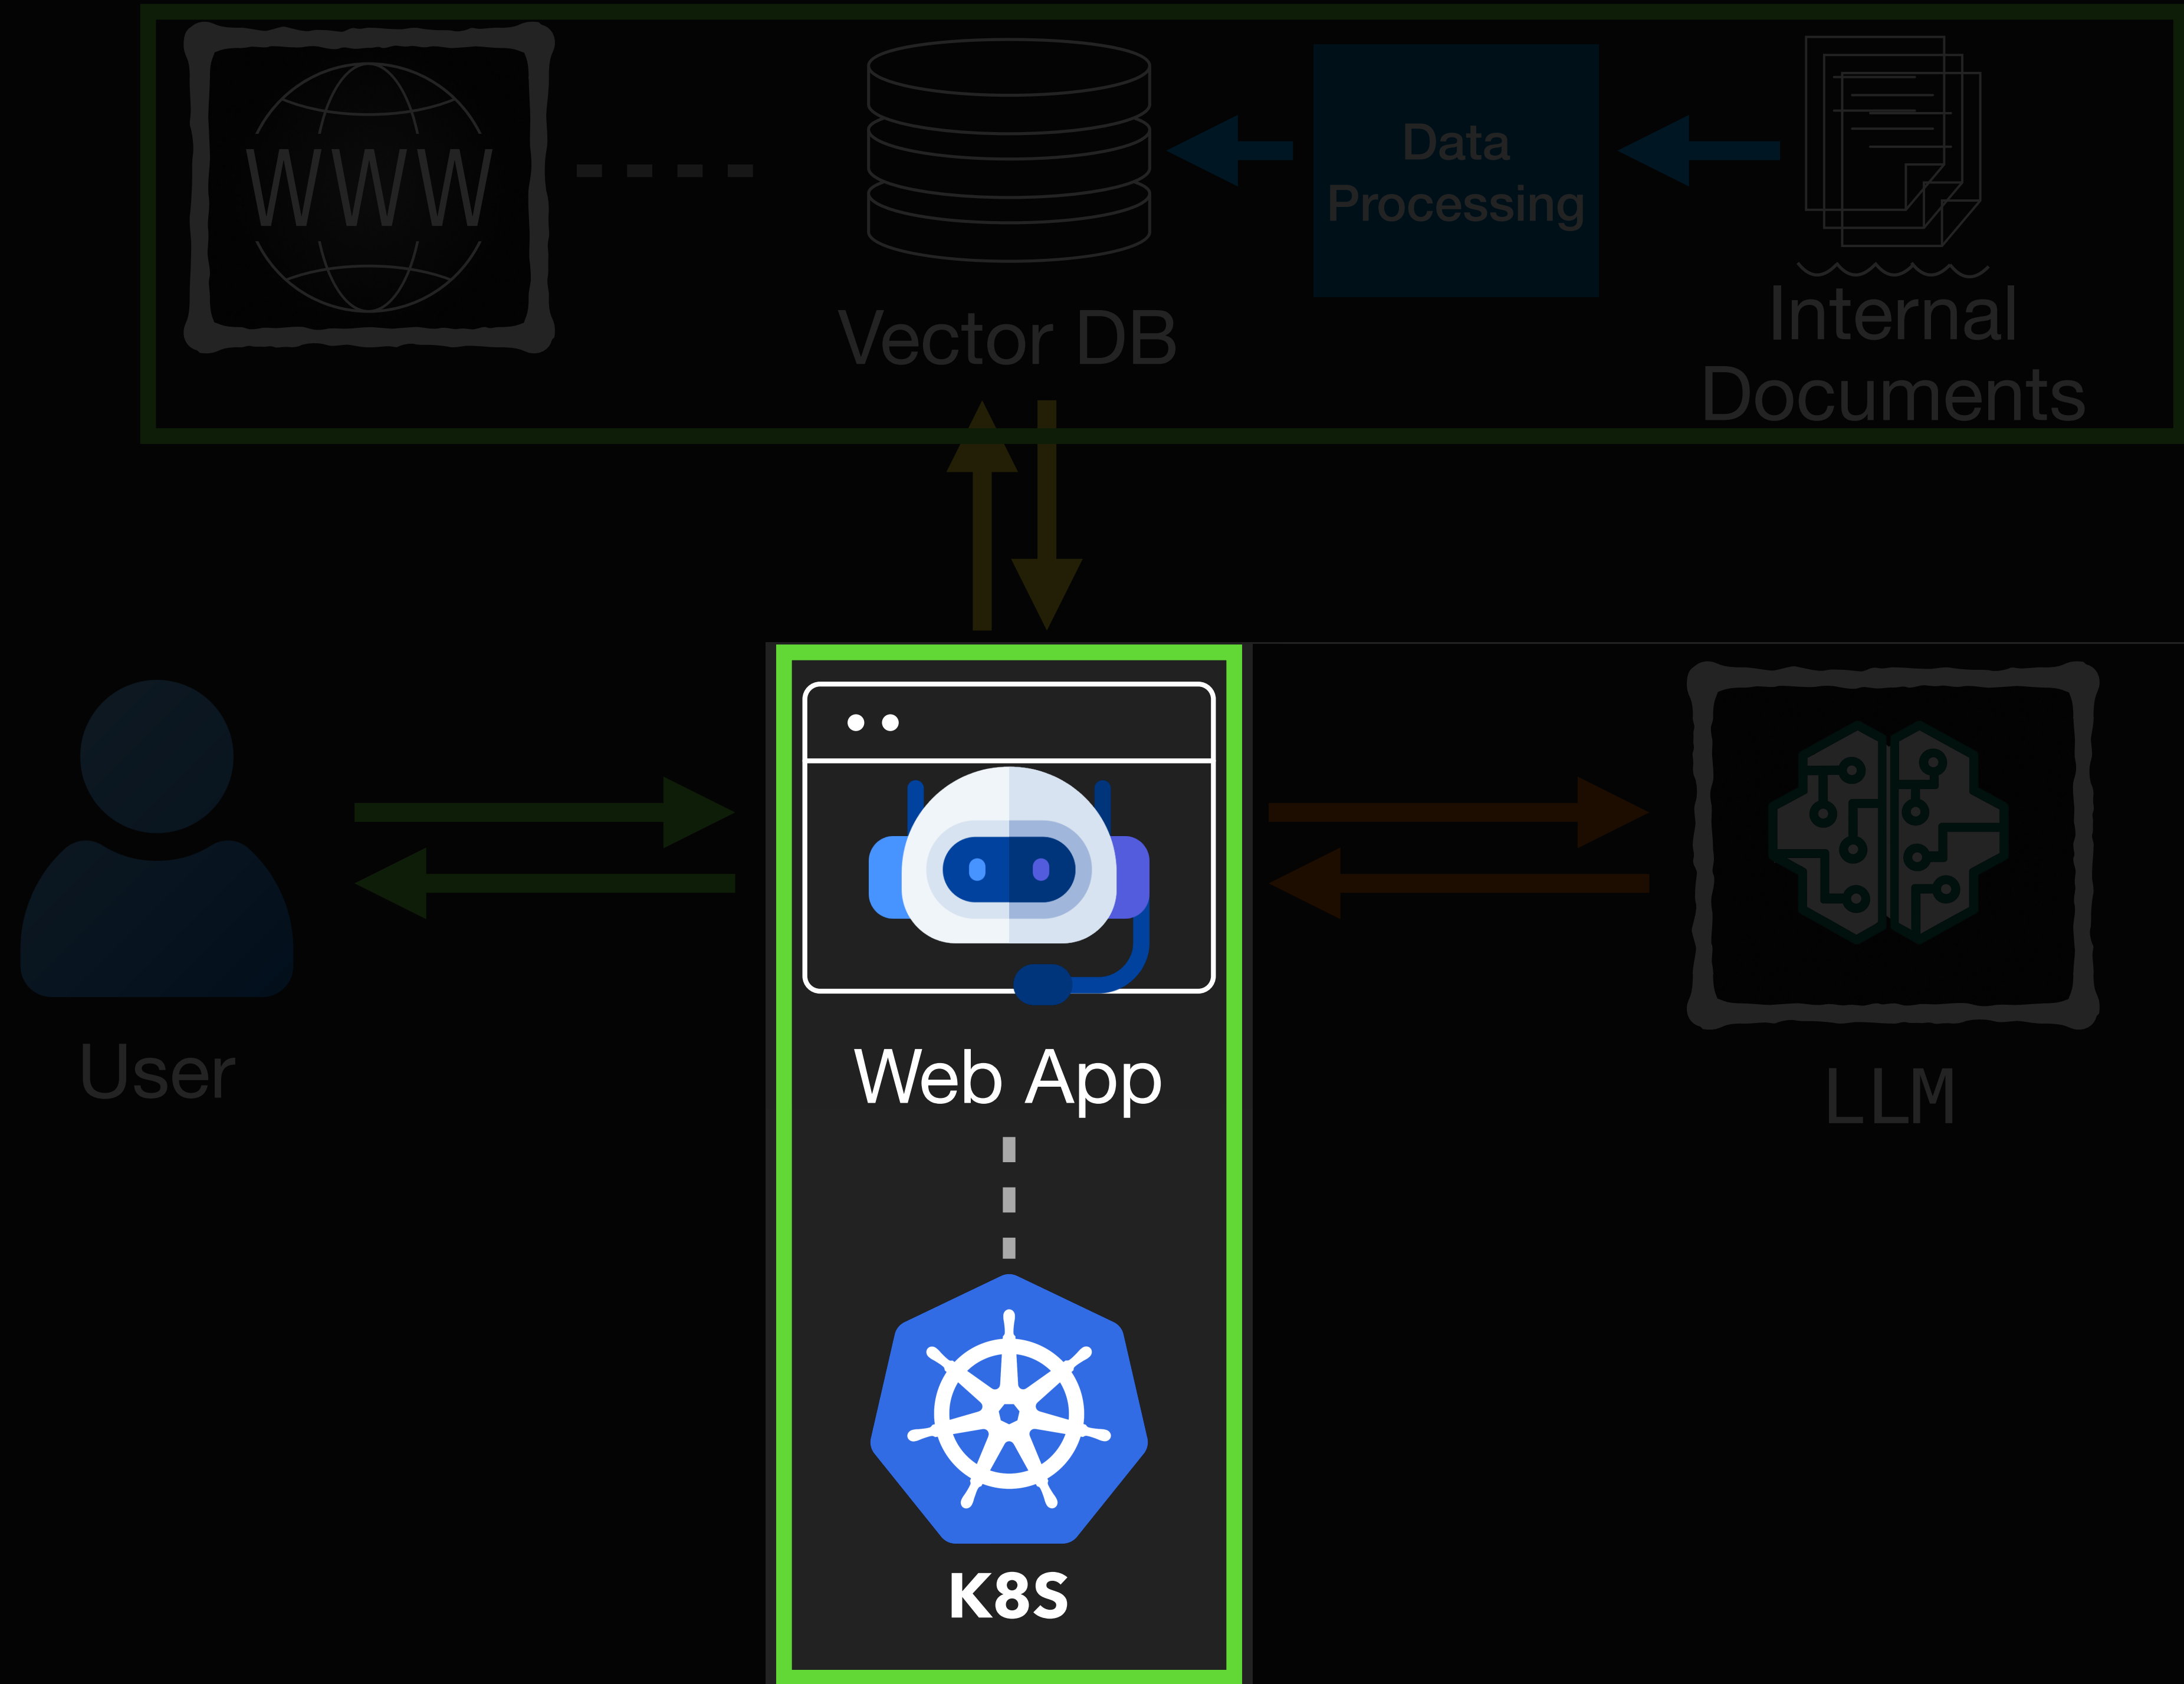 WWW
Data
Processing
Vector DB
Internal
Documents
User
Web App
LLM
K8S